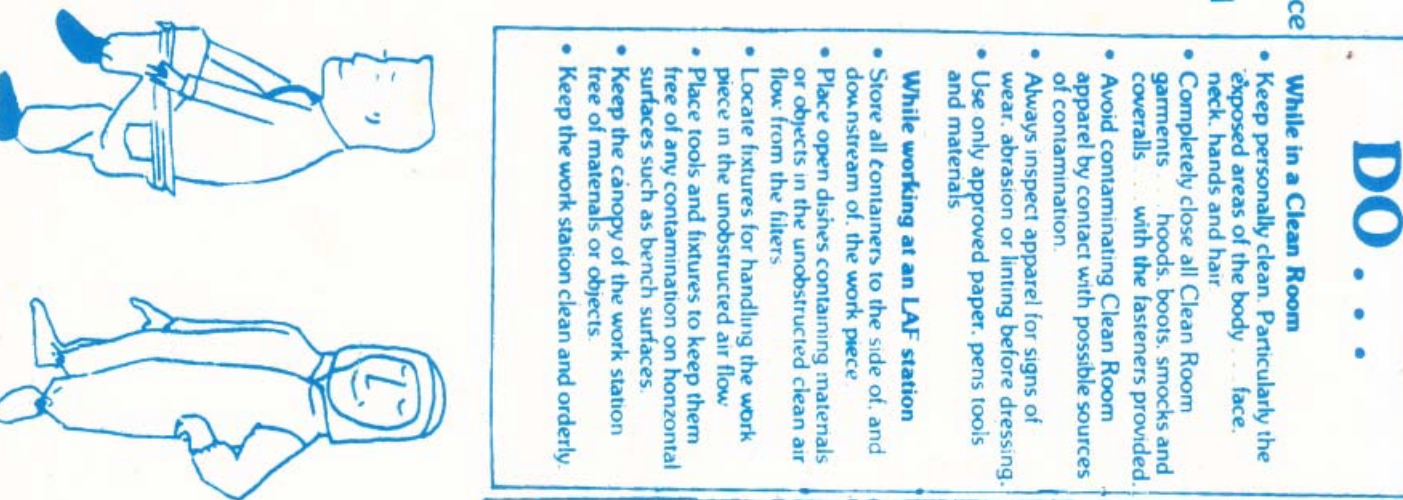 ce
DO . . .
While in a Clean Room
• Keep personally clean. Particularly the
exposed areas of the body . . . face,
neck, hands and hair.
• Completely close all Clean Room
garments . . . hoods, boots, smocks and
coveralls . . . with the fasteners provided.
• Avoid contaminating Clean Room
apparel by contact with possible sources
of contamination.
• Always inspect apparel for signs of
wear, abrasion or linting before dressing.
• Use only approved paper, pens tools
and materials
While working at an LAF station
• Store all containers to the side of, and
downstream of, the work piece.
• Place open dishes containing materials
or objects in the unobstructed clean air
flow from the filters.
• Locate fixtures for handling the work
piece in the unobstructed air flow
• Place tools and fixtures to keep them
free of any contamination on horizontal
surfaces such as bench surfaces.
• Keep the canopy of the work station
free of materials or objects.
• Keep the work station clean and orderly.